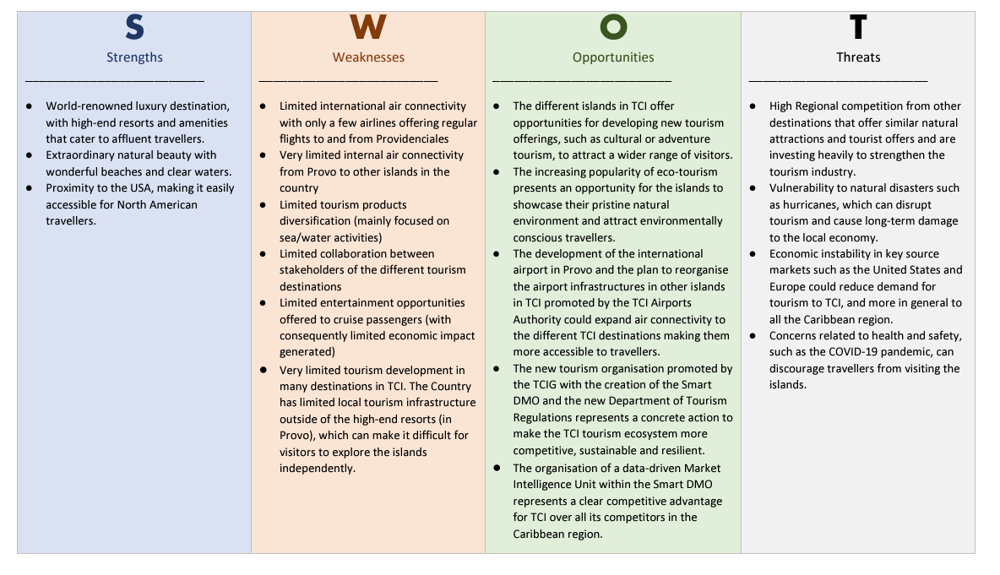 S
Strengths
● World-renowned luxury destination,
with high-end resorts and amenities
that cater to affluent travellers.
● Extraordinary natural beauty with
wonderful beaches and clear waters.
● Proximity to the USA, making it easily
accessible for North American
travellers.
W
Weaknesses
● Limited international air connectivity
with only a few airlines offering regular
flights to and from Providenciales
● Very limited internal air connectivity
from Provo to other islands in the
country
● Limited tourism products
diversification (mainly focused on
sea/water activities)
● Limited collaboration between
stakeholders of the different tourism
destinations
● Limited entertainment opportunities
offered to cruise passengers (with
consequently limited economic impact
generated)
● Very limited tourism development in
many destinations in TCI. The Country
has limited local tourism infrastructure
outside of the high-end resorts (in
Provo), which can make it difficult for
visitors to explore the islands
independently.
O
Opportunities
● The different islands in TCI offer
opportunities for developing new tourism
offerings, such as cultural or adventure
tourism, to attract a wider range of visitors.
● The increasing popularity of eco-tourism
presents an opportunity for the islands to
showcase their pristine natural
environment and attract environmentally
conscious travellers.
● The development of the international
airport in Provo and the plan to reorganise
the airport infrastructures in other islands
in TCI promoted by the TCI Airports
Authority could expand air connectivity to
the different TCI destinations making them
more accessible to travellers.
● The new tourism organisation promoted by
the TCIG with the creation of the Smart
DMO and the new Department of Tourism
Regulations represents a concrete action to
make the TCI tourism ecosystem more
competitive, sustainable and resilient.
● The organisation of a data-driven Market
Intelligence Unit within the Smart DMO
represents a clear competitive advantage
for TCI over all its competitors in the
Caribbean region.
T
Threats
● High Regional competition from other
destinations that offer similar natural
attractions and tourist offers and are
investing heavily to strengthen the
tourism industry.
● Vulnerability to natural disasters such
as hurricanes, which can disrupt
tourism and cause long-term damage
to the local economy.
● Economic instability in key source
markets such as the United States and
Europe could reduce demand for
tourism to TCI, and more in general to
all the Caribbean region.
● Concerns related to health and safety,
such as the COVID-19 pandemic, can
discourage travellers from visiting the
islands.